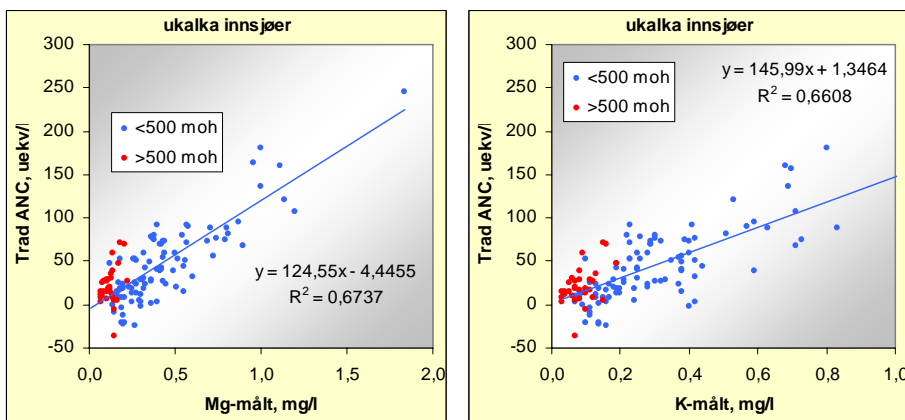 ukalka innsjøer
300
250
200
150
100
50
0
-50
Trad ANC, uekv/l
<500 moh
>500 moh
y = 124,55x - 4,4455
R² = 0,6737
0,0 0,5 1,0 1,5 2,0
Mg-målt, mg/l
ukalka innsjøer
300
250
200
150
100
50
0
-50
Trad ANC, uekv/l
<500 moh
>500 moh
y = 145,99x + 1,3464
R² = 0,6608
0,0 0,2 0,4 0,6 0,8 1,0
K-målt, mg/l